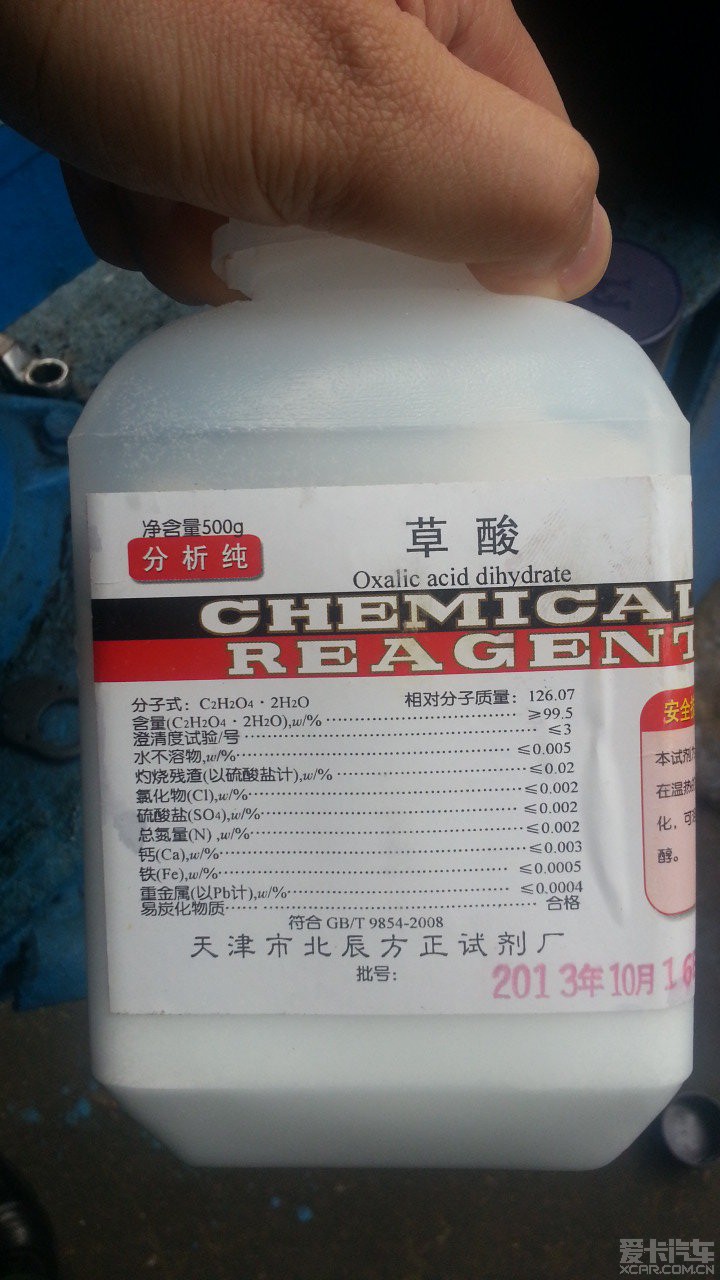 净含量500g
分析纯
草酸
Oxalic acid dihydrate
CHEMICAL
REAGENT
分子式：C2H2O4·2H2O 相对分子质量：126.07
含量(C2H2O4·2H2O),w/% ≥99.5
澄清度试验/号 ≤3
水不溶物,w/% ≤0.005
灼烧残渣(以硫酸盐计),w/% ≤0.02
氯化物(Cl),w/% ≤0.002
硫酸盐(SO4),w/% ≤0.002
总氮量(N) ,w/% ≤0.002
钙(Ca),w/% ≤0.003
铁(Fe),w/% ≤0.0005
重金属(以Pb计),w/% ≤0.0004
易炭化物质 合格
符合 GB/T 9854-2008
天津市北辰方正试剂厂
批号：
2013年10月16
安全
本试剂
在湿热
化，可
醇。
爱卡汽车
XCAR.COM.CN